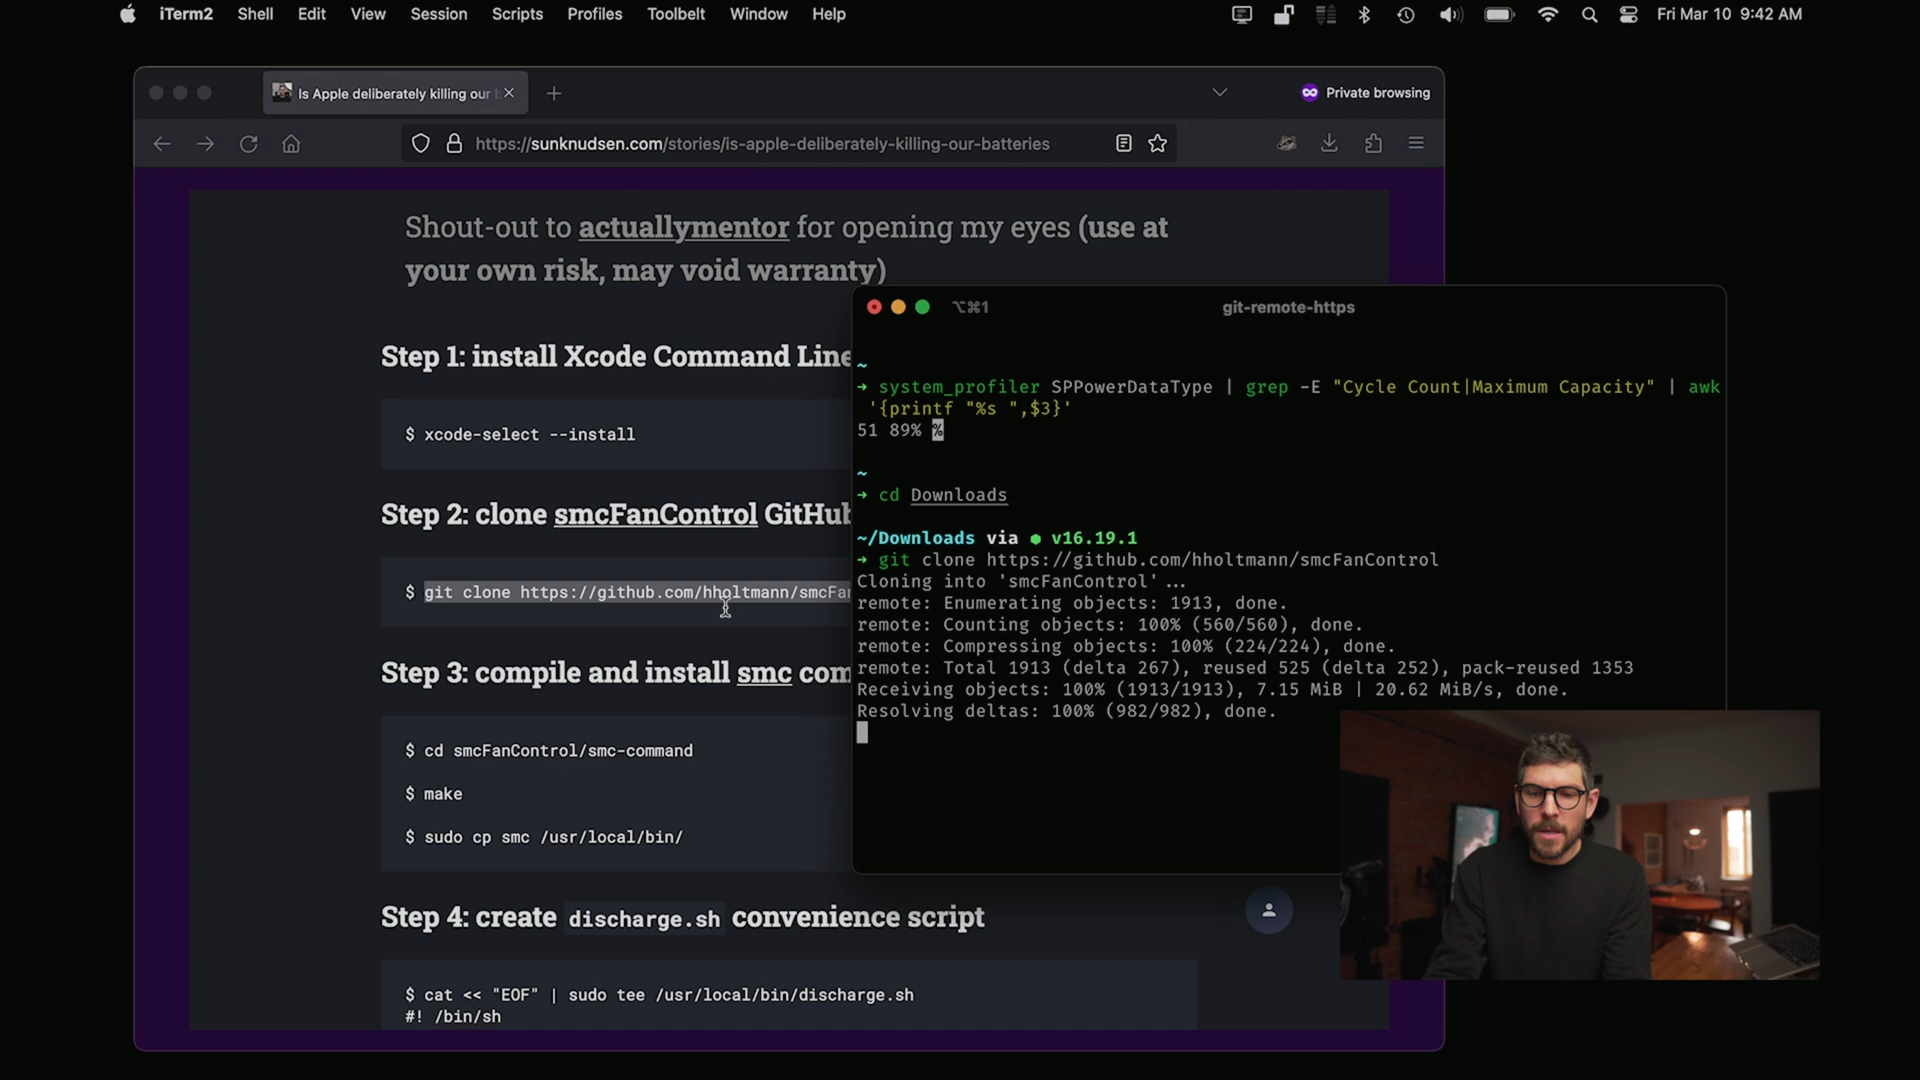 iTerm2 Shell Edit View Session Scripts Profiles Toolbelt Window Help Fri Mar 10 9:42 AM
Is Apple deliberately killing our
Private browsing
https://sunknudsen.com/stories/is-apple-deliberately-killing-our-batteries
Shout-out to actuallymentor for opening my eyes (use at
your own risk, may void warranty)
Step 1: install Xcode Command Line
$ xcode-select --install
Step 2: clone smcFanControl GitHub
$ git clone https://github.com/hholtmann/smcFan
Step 3: compile and install smc com
$ cd smcFanControl/smc-command
$ make
$ sudo cp smc /usr/local/bin/
Step 4: create discharge.sh convenience script
$ cat << "EOF" | sudo tee /usr/local/bin/discharge.sh
#! /bin/sh
⌥⌘1 git-remote-https
~
➜ system_profiler SPPowerDataType | grep -E "Cycle Count|Maximum Capacity" | awk
'{printf "%s ",$3}'
51 89% %
~
➜ cd Downloads
~/Downloads via ⬢ v16.19.1
➜ git clone https://github.com/hholtmann/smcFanControl
Cloning into 'smcFanControl'...
remote: Enumerating objects: 1913, done.
remote: Counting objects: 100% (560/560), done.
remote: Compressing objects: 100% (224/224), done.
remote: Total 1913 (delta 267), reused 525 (delta 252), pack-reused 1353
Receiving objects: 100% (1913/1913), 7.15 MiB | 20.62 MiB/s, done.
Resolving deltas: 100% (982/982), done.